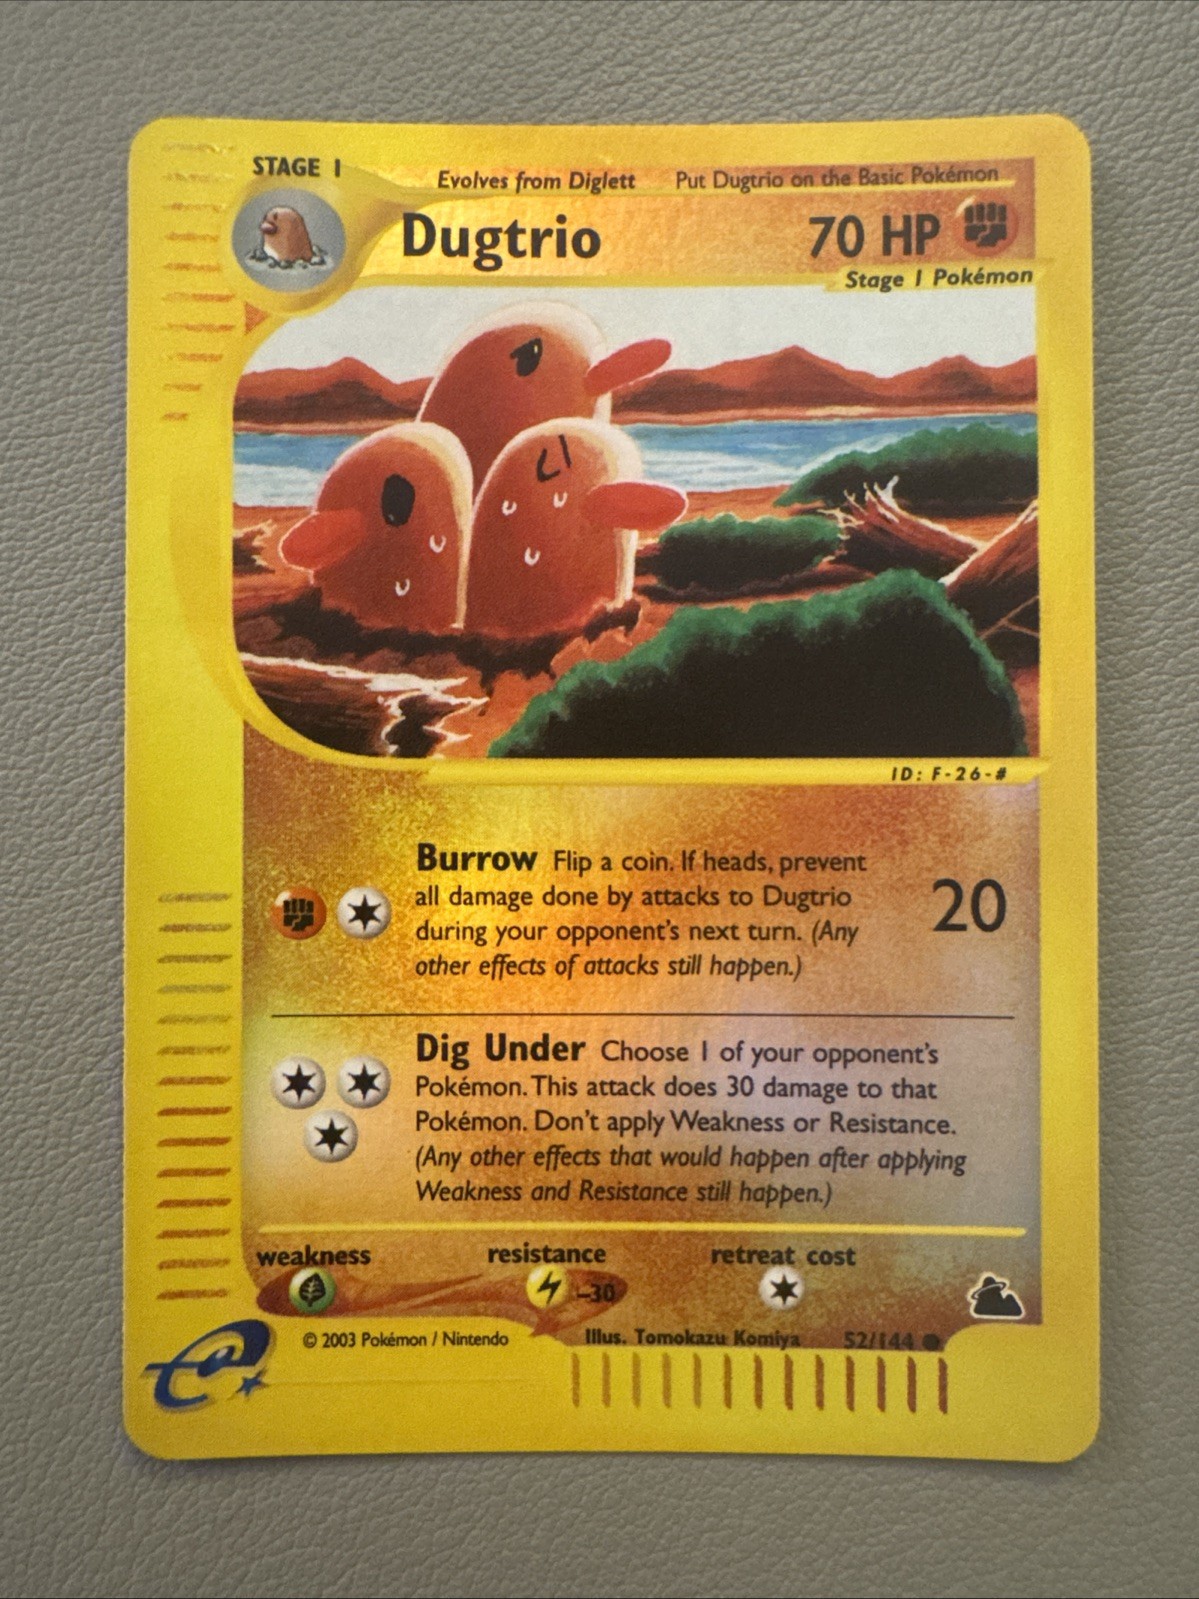 STAGE 1
Evolves from Diglett Put Dugtrio on the Basic Pokémon
Dugtrio 70 HP
Stage 1 Pokémon
ID: F-26-#
Burrow Flip a coin. If heads, prevent
all damage done by attacks to Dugtrio
during your opponent's next turn. (Any
other effects of attacks still happen.)
20
Dig Under Choose 1 of your opponent's
Pokémon. This attack does 30 damage to that
Pokémon. Don't apply Weakness or Resistance.
(Any other effects that would happen after applying
Weakness and Resistance still happen.)
weakness resistance retreat cost
–30
e
© 2003 Pokémon / Nintendo Illus. Tomokazu Komiya 52/144 ●